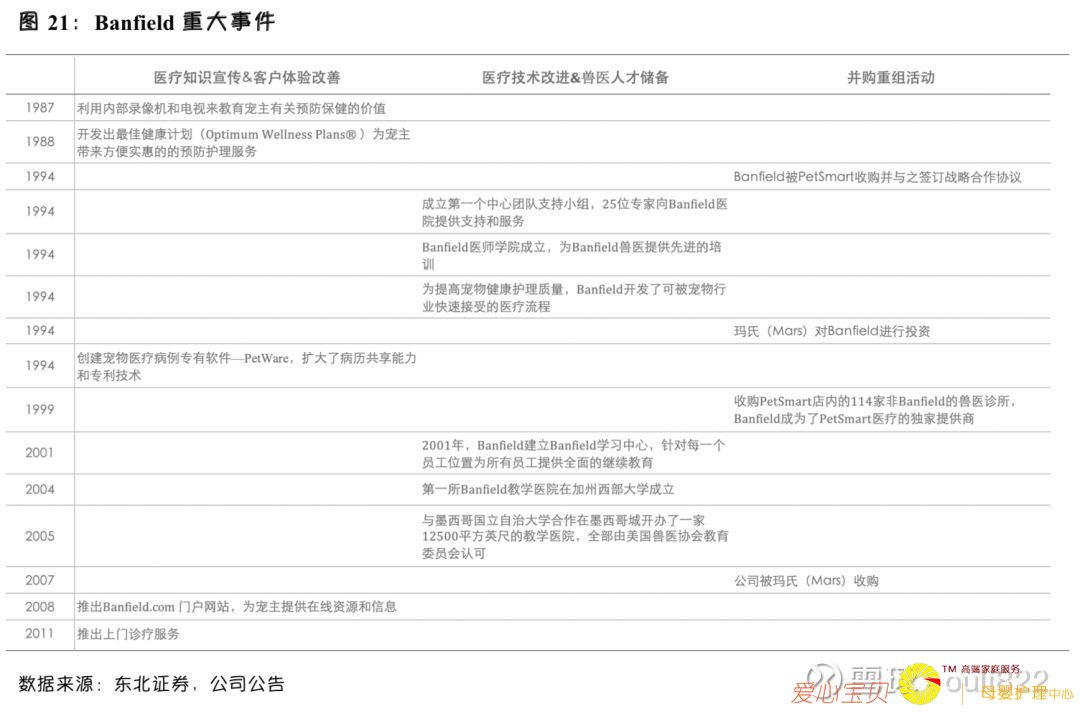 图 21：Banfield 重大事件
医疗知识宣传&客户体验改善 医疗技术改进&兽医人才储备 并购重组活动
1987 利用内部录像机和电视来教育宠主有关预防保健的价值
1988 开发出最佳健康计划（Optimum Wellness Plans®）为宠主
带来方便实惠的的预防护理服务
1994 Banfield被PetSmart收购并与之签订战略合作协议
1994 成立第一个中心团队支持小组，25位专家向Banfield医
院提供支持和服务
1994 Banfield医师学院成立，为Banfield兽医提供先进的培
训
1994 为提高宠物健康护理质量，Banfield开发了可被宠物行
业快速接受的医疗流程
1994 玛氏（Mars）对Banfield进行投资
1994 创建宠物医疗病例专有软件—PetWare，扩大了病历共享能力
和专利技术
1999 收购PetSmart店内的114家非Banfield的兽医诊所，
Banfield成为了PetSmart医疗的独家提供商
2001 2001年，Banfield建立Banfield学习中心，针对每一个
员工位置为所有员工提供全面的继续教育
2004 第一所Banfield教学医院在加州西部大学成立
2005 与墨西哥国立自治大学合作在墨西哥城开办了一家
12500平方英尺的教学医院，全部由美国兽医协会教育
委员会认可
2007 公司被玛氏（Mars）收购
2008 推出Banfield.com 门户网站，为宠主提供在线资源和信息
2011 推出上门诊疗服务
数据来源：东北证券，公司公告
TM 高端家庭服务
爱心宝贝 母婴护理中心